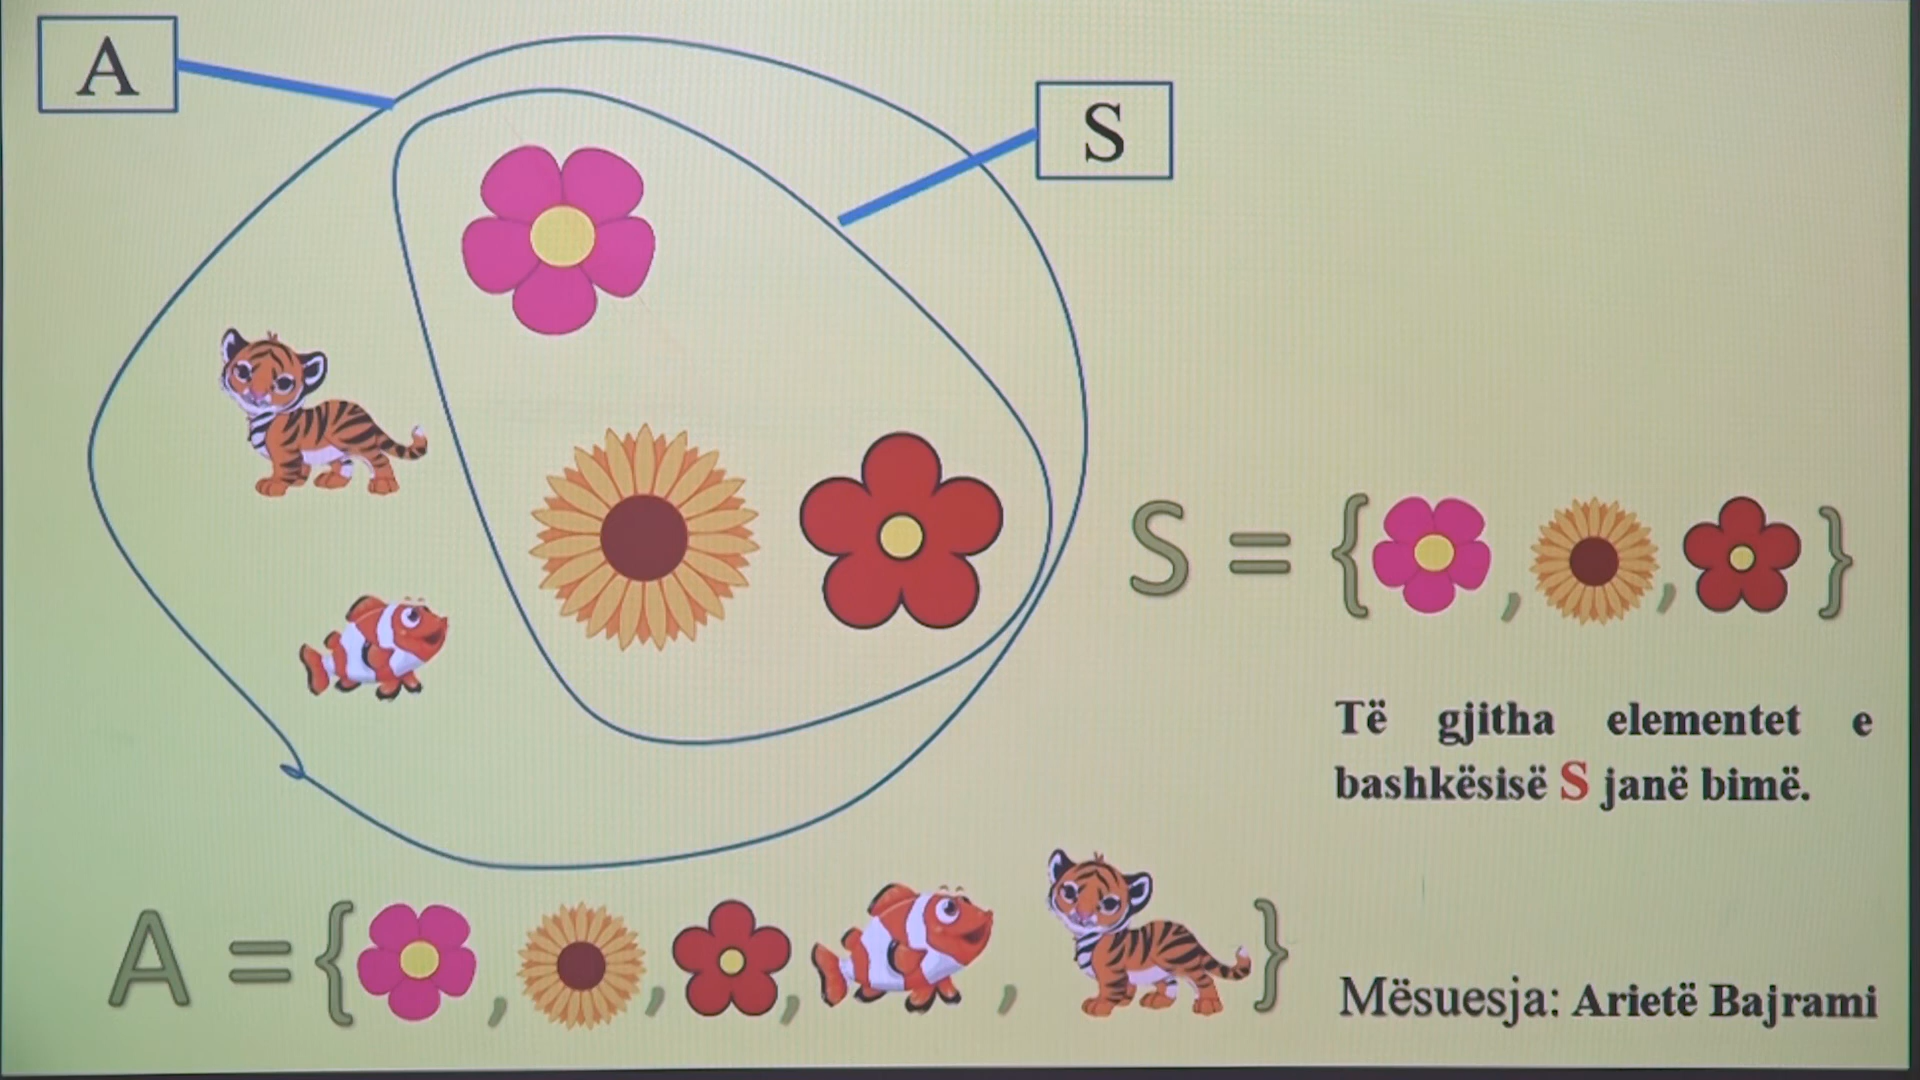 A
S
S = { , , }
Të gjitha elementet e
bashkësisë S janë bimë.
A = { , , , , }
Mësuesja: Arietë Bajrami